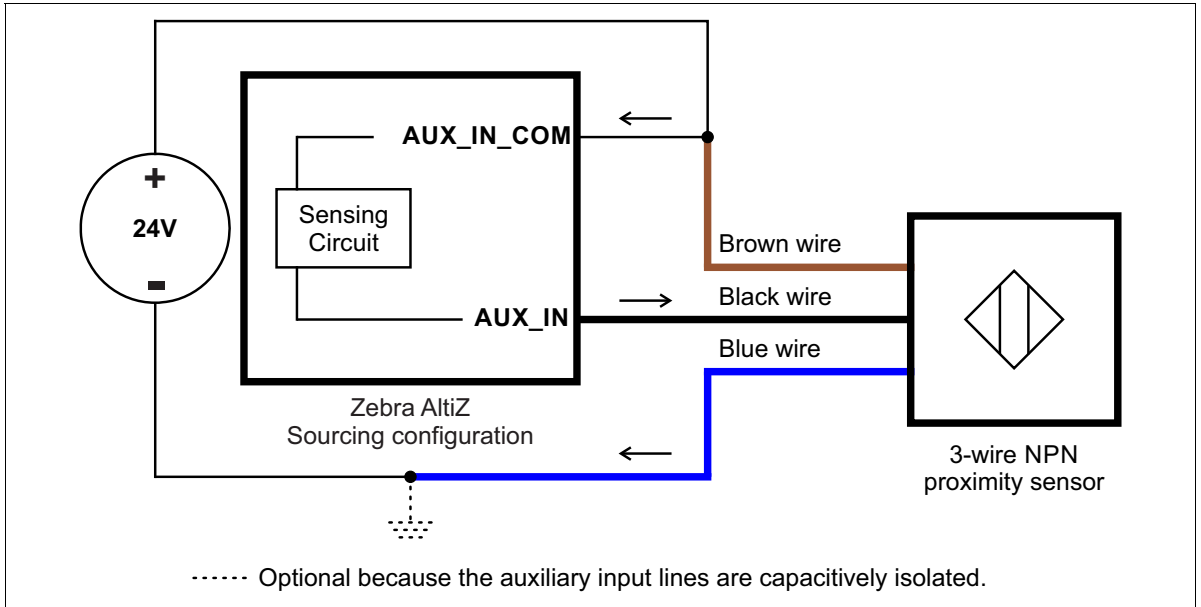 AUX_IN_COM
+
24V
-
Sensing
Circuit
Brown wire
Black wire
AUX_IN
Blue wire
Zebra AltiZ
Sourcing configuration
3-wire NPN
proximity sensor
Optional because the auxiliary input lines are capacitively isolated.